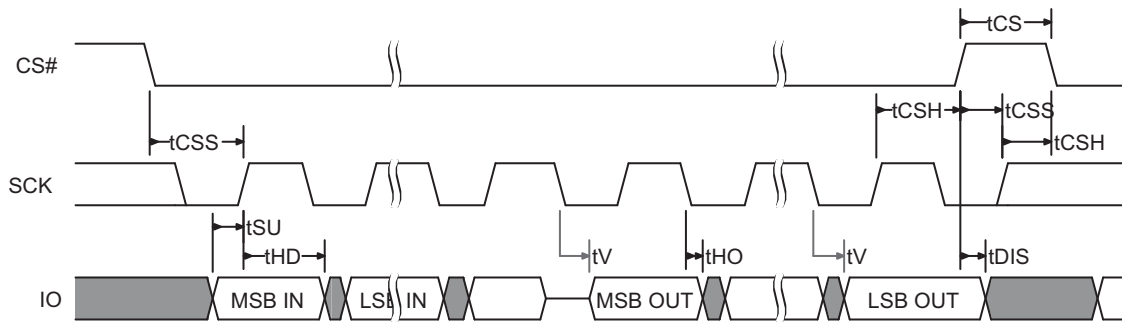 tCS
CS#
tCSH
tCSS
tCSS
tCSH
SCK
tSU
tHD
tV
tHO
tV
tDIS
IO
MSB IN
LSB IN
MSB OUT
LSB OUT